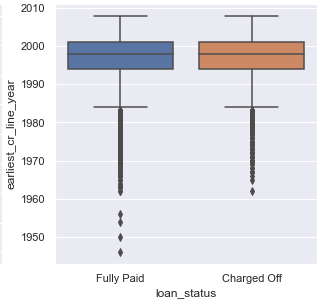 2010
2000
1990
1980
1970
1960
1950
earliest_cr_line_year
Fully Paid
Charged Off
loan_status